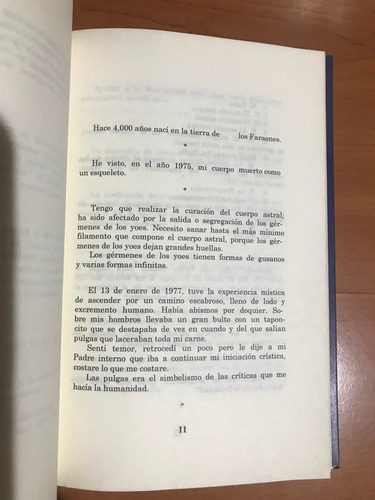 Hace 4,000 años nací en la tierra de los Faraones.
*
He visto, en el año 1975, mi cuerpo muerto como
un esqueleto.
*
Tengo que realizar la curación del cuerpo astral;
ha sido afectado por la salida o segregación de los gér-
menes de los yoes. Necesito sanar hasta el más mínimo
filamento que compone el cuerpo astral, porque los gér-
menes de los yoes dejan grandes huellas.
Los gérmenes de los yoes tienen formas de gusanos
y varias formas infinitas.
El 13 de enero de 1977, tuve la experiencia mística
de ascender por un camino escabroso, lleno de lodo y
excremento humano. Había abismos por doquier. So-
bre mis hombros llevaba un gran bulto con un tapon-
cito que se destapaba de vez en cuando y del que salían
pulgas que laceraban toda mi carne.
Sentí temor, retrocedí un poco pero le dije a mi
Padre interno que iba a continuar mi iniciación crística,
costare lo que me costare.
Las pulgas era el simbolismo de las críticas que me
hacía la humanidad.
11